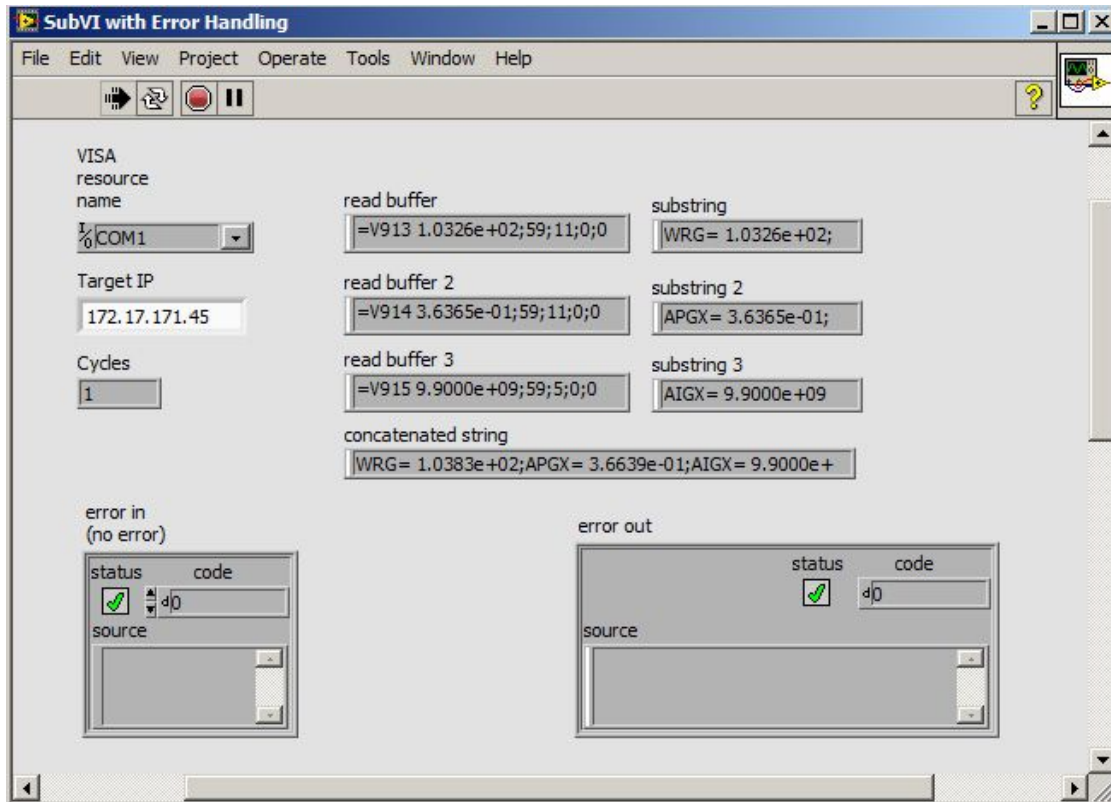 SubVI with Error Handling
File Edit View Project Operate Tools Window Help
VISA
resource
name
COM1
Target IP
172.17.171.45
Cycles
1
read buffer
=V913 1.0326e+02;59;11;0;0
read buffer 2
=V914 3.6365e-01;59;11;0;0
read buffer 3
=V915 9.9000e+09;59;5;0;0
substring
WRG= 1.0326e+02;
substring 2
APGX= 3.6365e-01;
substring 3
AIGX= 9.9000e+09
concatenated string
WRG= 1.0383e+02;APGX= 3.6639e-01;AIGX= 9.9000e+
error in
(no error)
status code
d0
source
error out
status code
d0
source